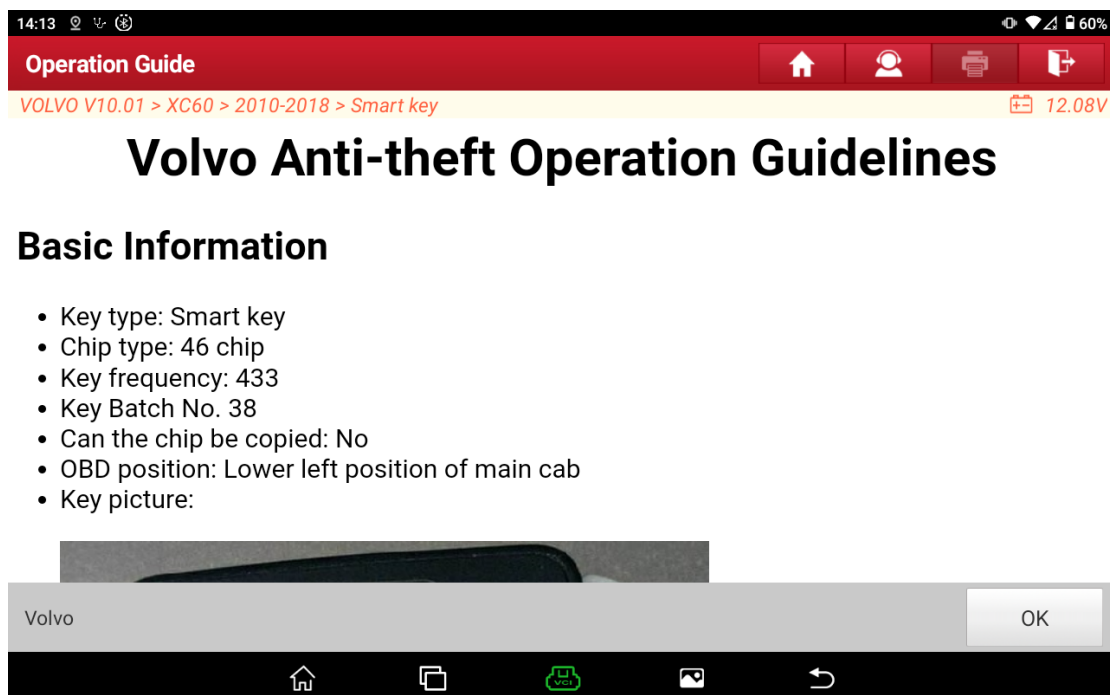 14:13
60%
Operation Guide
VOLVO V10.01 > XC60 > 2010-2018 > Smart key
12.08V
Volvo Anti-theft Operation Guidelines
Basic Information
• Key type: Smart key
• Chip type: 46 chip
• Key frequency: 433
• Key Batch No. 38
• Can the chip be copied: No
• OBD position: Lower left position of main cab
• Key picture:
Volvo
OK
VCI